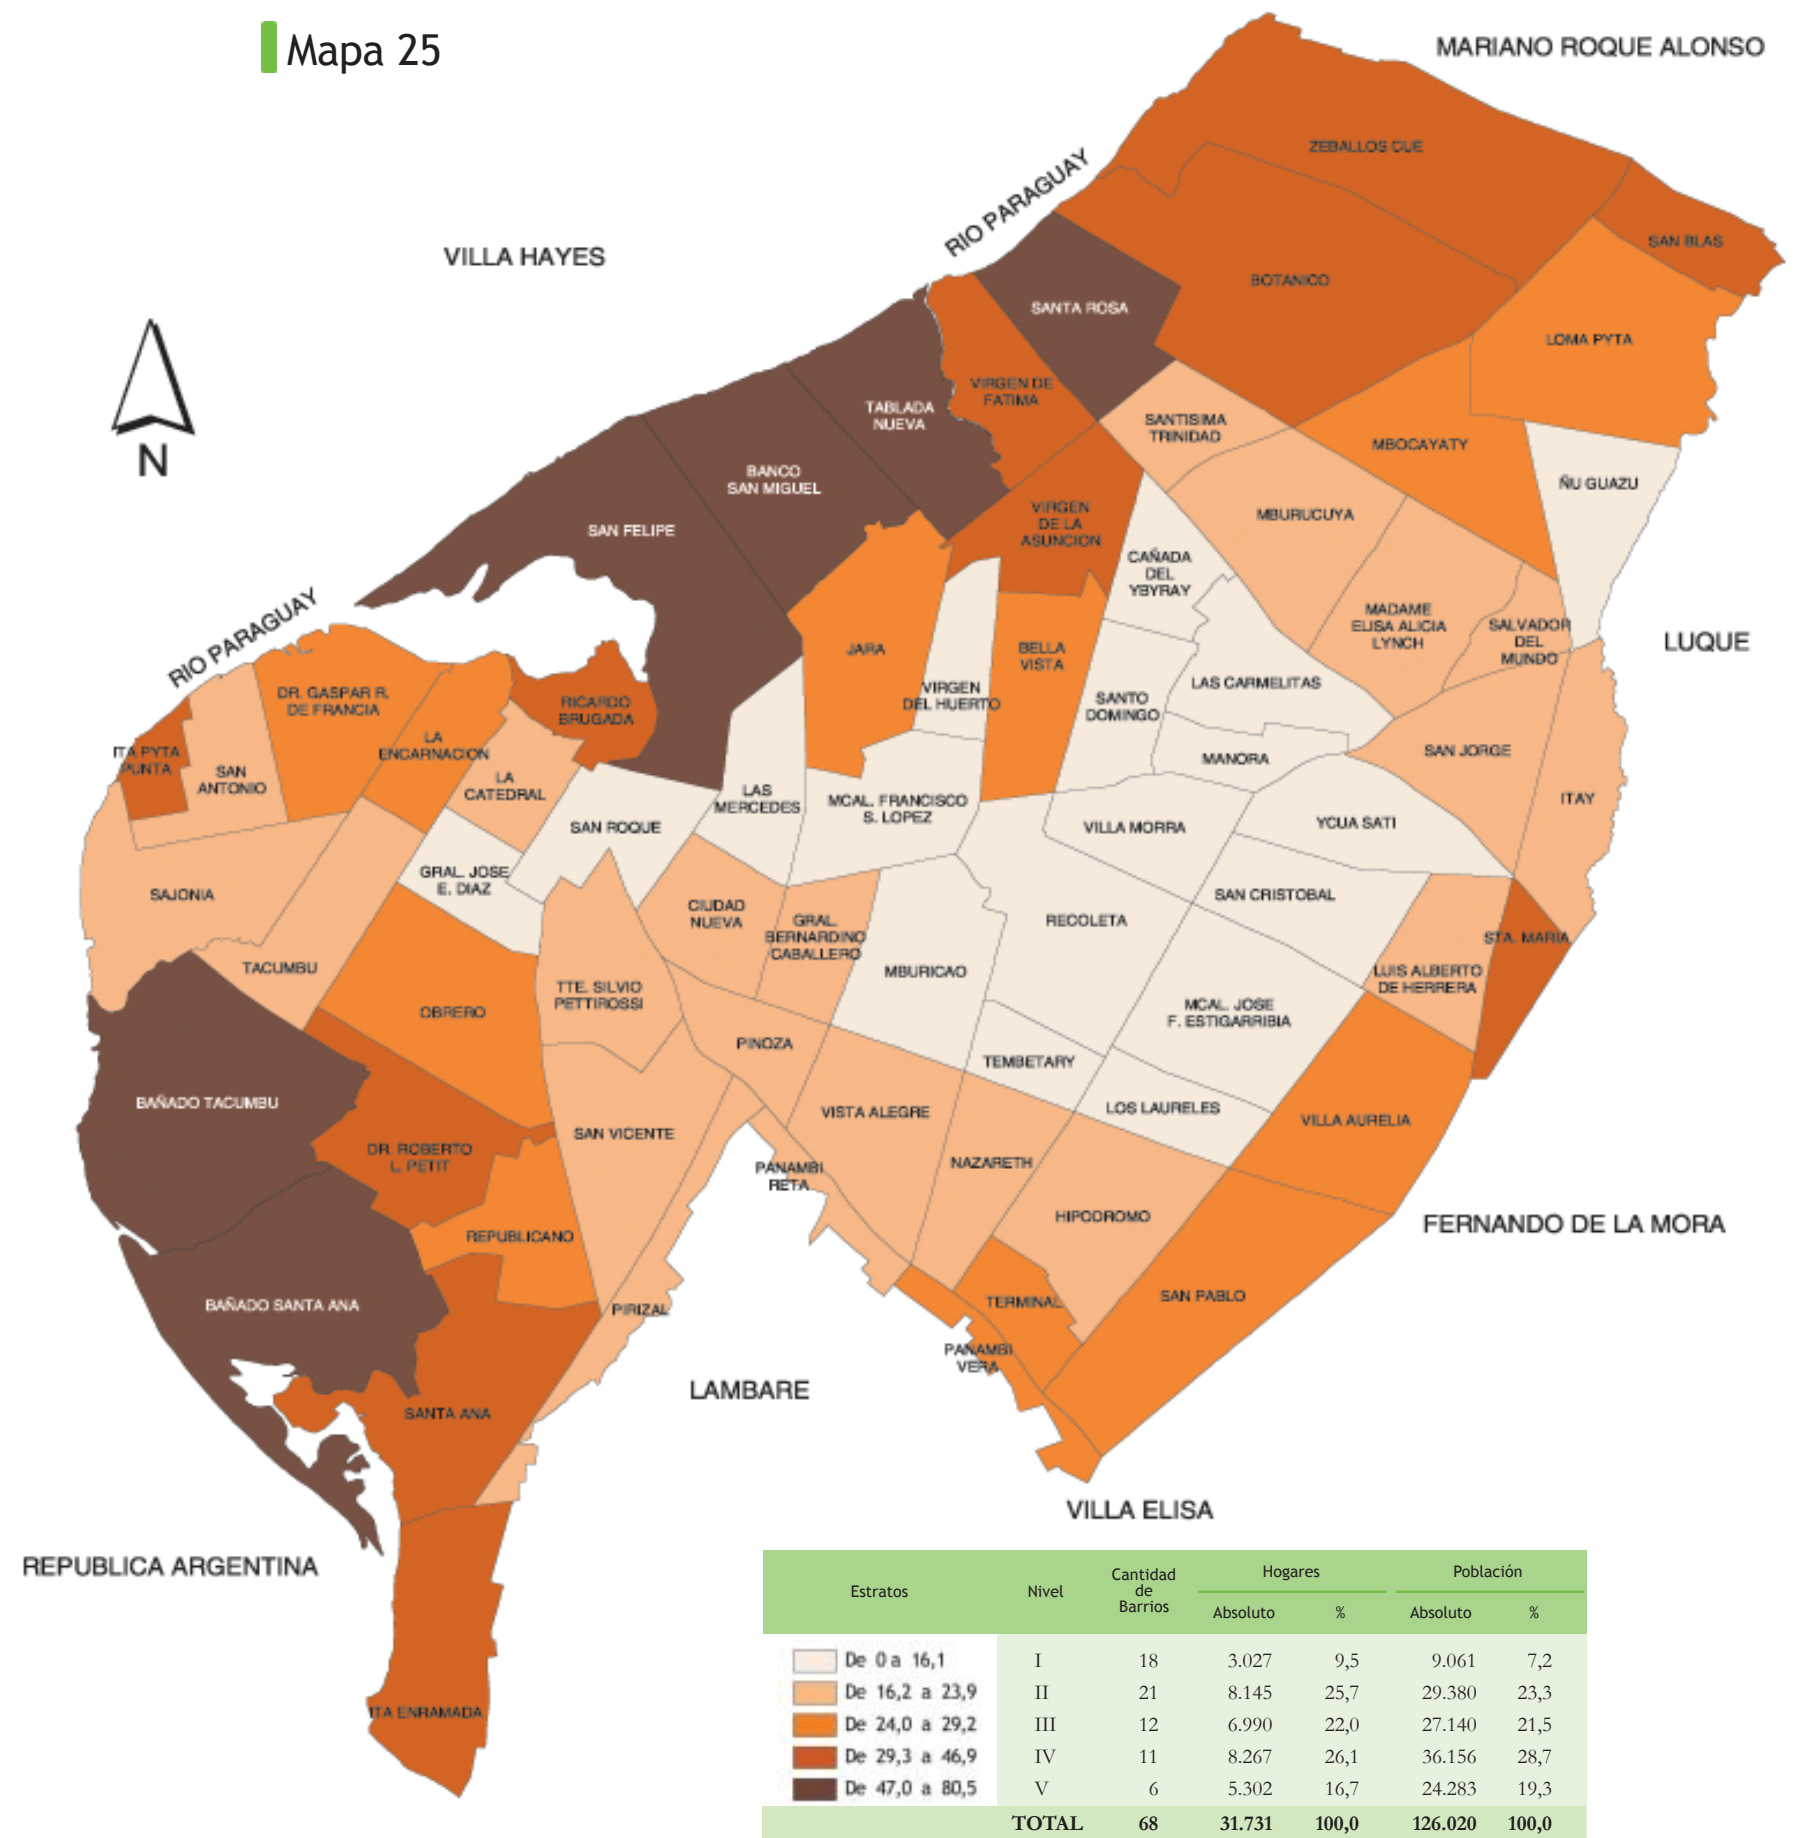 Mapa 25
MARIANO ROQUE ALONSO
ZEBALLOS CUE
RIO PARAGUAY
VILLA HAYES
SAN BLAS
BOTANICO
SANTA ROSA
LOMA PYTA
VIRGEN DE
FATIMA
TABLADA
NUEVA
SANTISIMA
TRINIDAD
MBOCAYATY
N
BANCO
SAN MIGUEL
ÑU GUAZU
SAN FELIPE
VIRGEN
DE LA
ASUNCION
MBURUCUYA
CAÑADA
DEL
YBYRAY
RIO PARAGUAY
MADAME
ELISA ALICIA
LYNCH
SALVADOR
DEL
MUNDO
LUQUE
JARA
BELLA
VISTA
VIRGEN
DEL HUERTO
LAS CARMELITAS
SANTO
DOMINGO
DR. GASPAR R.
DE FRANCIA
RICARDO
BRUGADA
LA
ENCARNACION
ITA PYTA
PUNTA
SAN
ANTONIO
LA
CATEDRAL
SAN JORGE
MANORA
ITAY
LAS
MERCEDES
MCAL. FRANCISCO
S. LOPEZ
SAN ROQUE
VILLA MORRA
YCUA SATI
GRAL. JOSE
E. DIAZ
SAJONIA
SAN CRISTOBAL
CIUDAD
NUEVA
GRAL.
BERNARDINO
CABALLERO
RECOLETA
STA. MARIA
TACUMBU
MBURICAO
LUIS ALBERTO
DE HERRERA
TTE. SILVIO
PETTIROSSI
OBRERO
MCAL. JOSE
F. ESTIGARRIBIA
PINOZA
TEMBETARY
BAÑADO TACUMBU
VISTA ALEGRE
LOS LAURELES
VILLA AURELIA
SAN VICENTE
DR. ROBERTO
L. PETIT
PANAMBI
RETA
NAZARETH
HIPODROMO
FERNANDO DE LA MORA
REPUBLICANO
BAÑADO SANTA ANA
PIRIZAL
TERMINAL
SAN PABLO
PANAMBI
VERA
LAMBARE
SANTA ANA
VILLA ELISA
REPUBLICA ARGENTINA
ITA ENRAMADA
Estratos Nivel Cantidad de Barrios Hogares Población
Absoluto % Absoluto %
De 0 a 16,1 I 18 3.027 9,5 9.061 7,2
De 16,2 a 23,9 II 21 8.145 25,7 29.380 23,3
De 24,0 a 29,2 III 12 6.990 22,0 27.140 21,5
De 29,3 a 46,9 IV 11 8.267 26,1 36.156 28,7
De 47,0 a 80,5 V 6 5.302 16,7 24.283 19,3
TOTAL 68 31.731 100,0 126.020 100,0